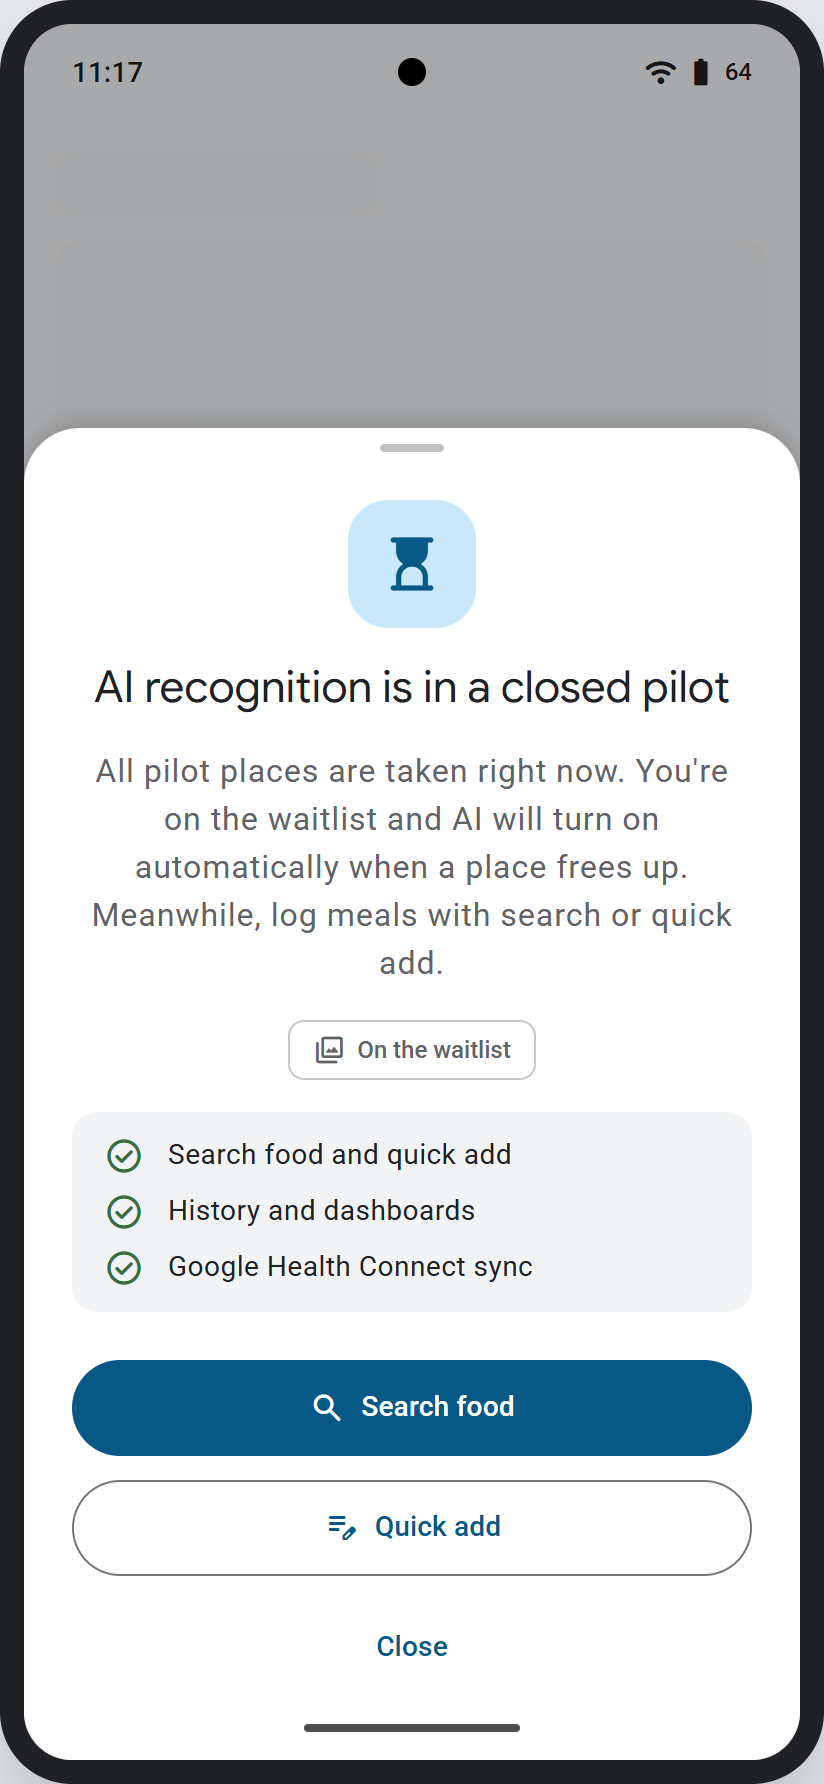 11:17
64
AI recognition is in a closed pilot
All pilot places are taken right now. You're
on the waitlist and AI will turn on
automatically when a place frees up.
Meanwhile, log meals with search or quick
add.
On the waitlist
Search food and quick add
History and dashboards
Google Health Connect sync
Search food
Quick add
Close